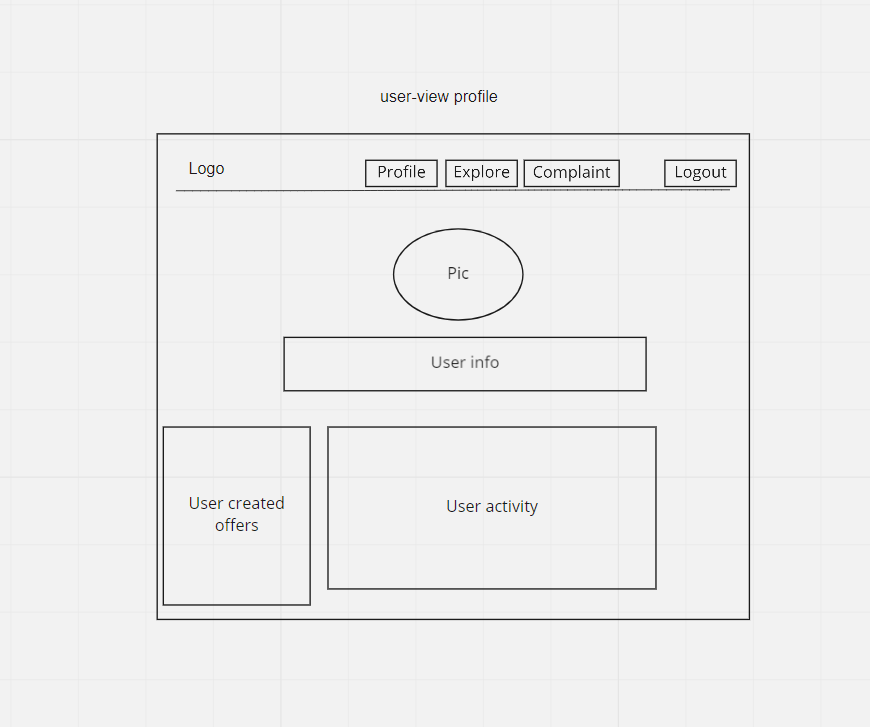 user-view profile
Logo
Profile
Explore
Complaint
Logout
Pic
User info
User created
offers
User activity